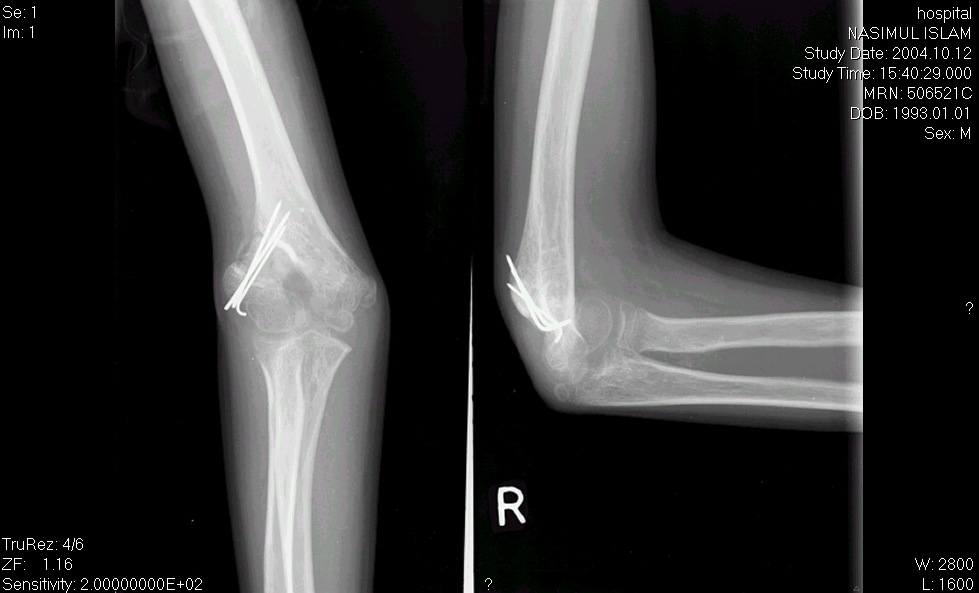 Se: 1
Im: 1
hospital
NASIMUL ISLAM
Study Date: 2004.10.12
Study Time: 15:40:29.000
MRN: 506521C
DOB: 1993.01.01
Sex: M
?
R
TruRez: 4/6
ZF: 1.16
Sensitivity: 2.00000000E+02
?
W: 2800
L: 1600